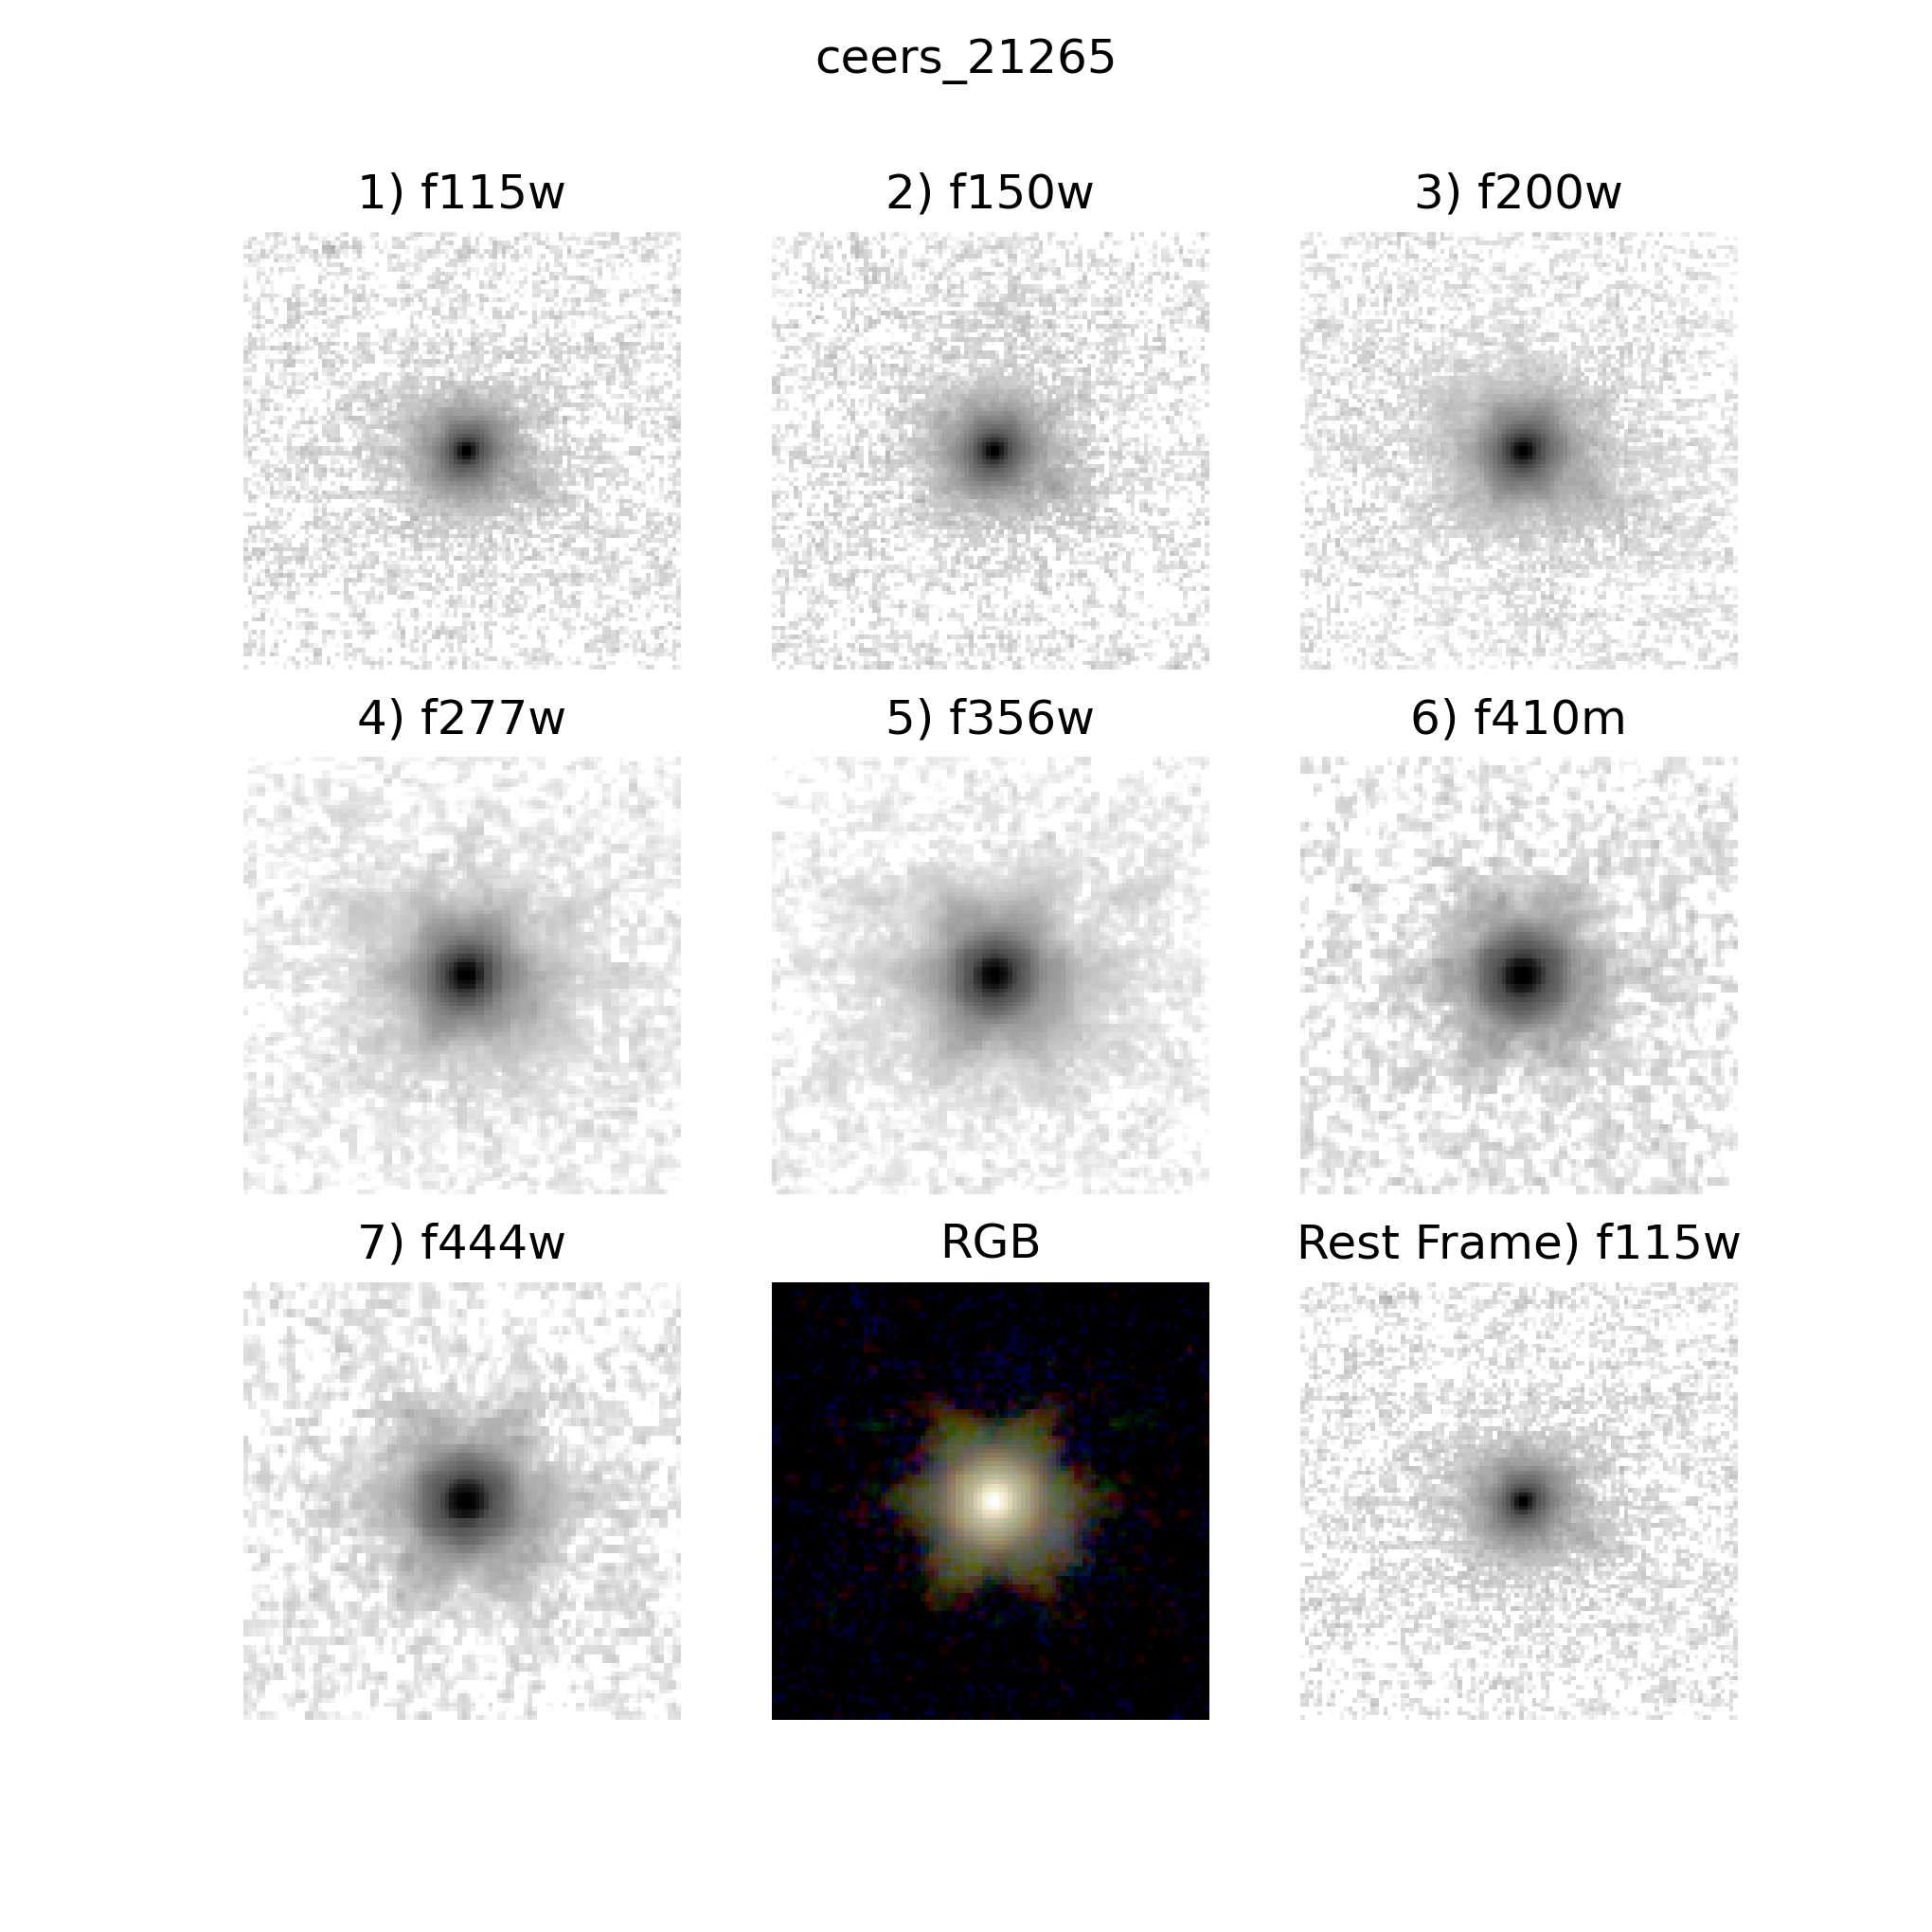 ceers_21265
1) f115w
2) f150w
3) f200w
4) f277w
5) f356w
6) f410m
7) f444w
RGB
Rest Frame) f115w